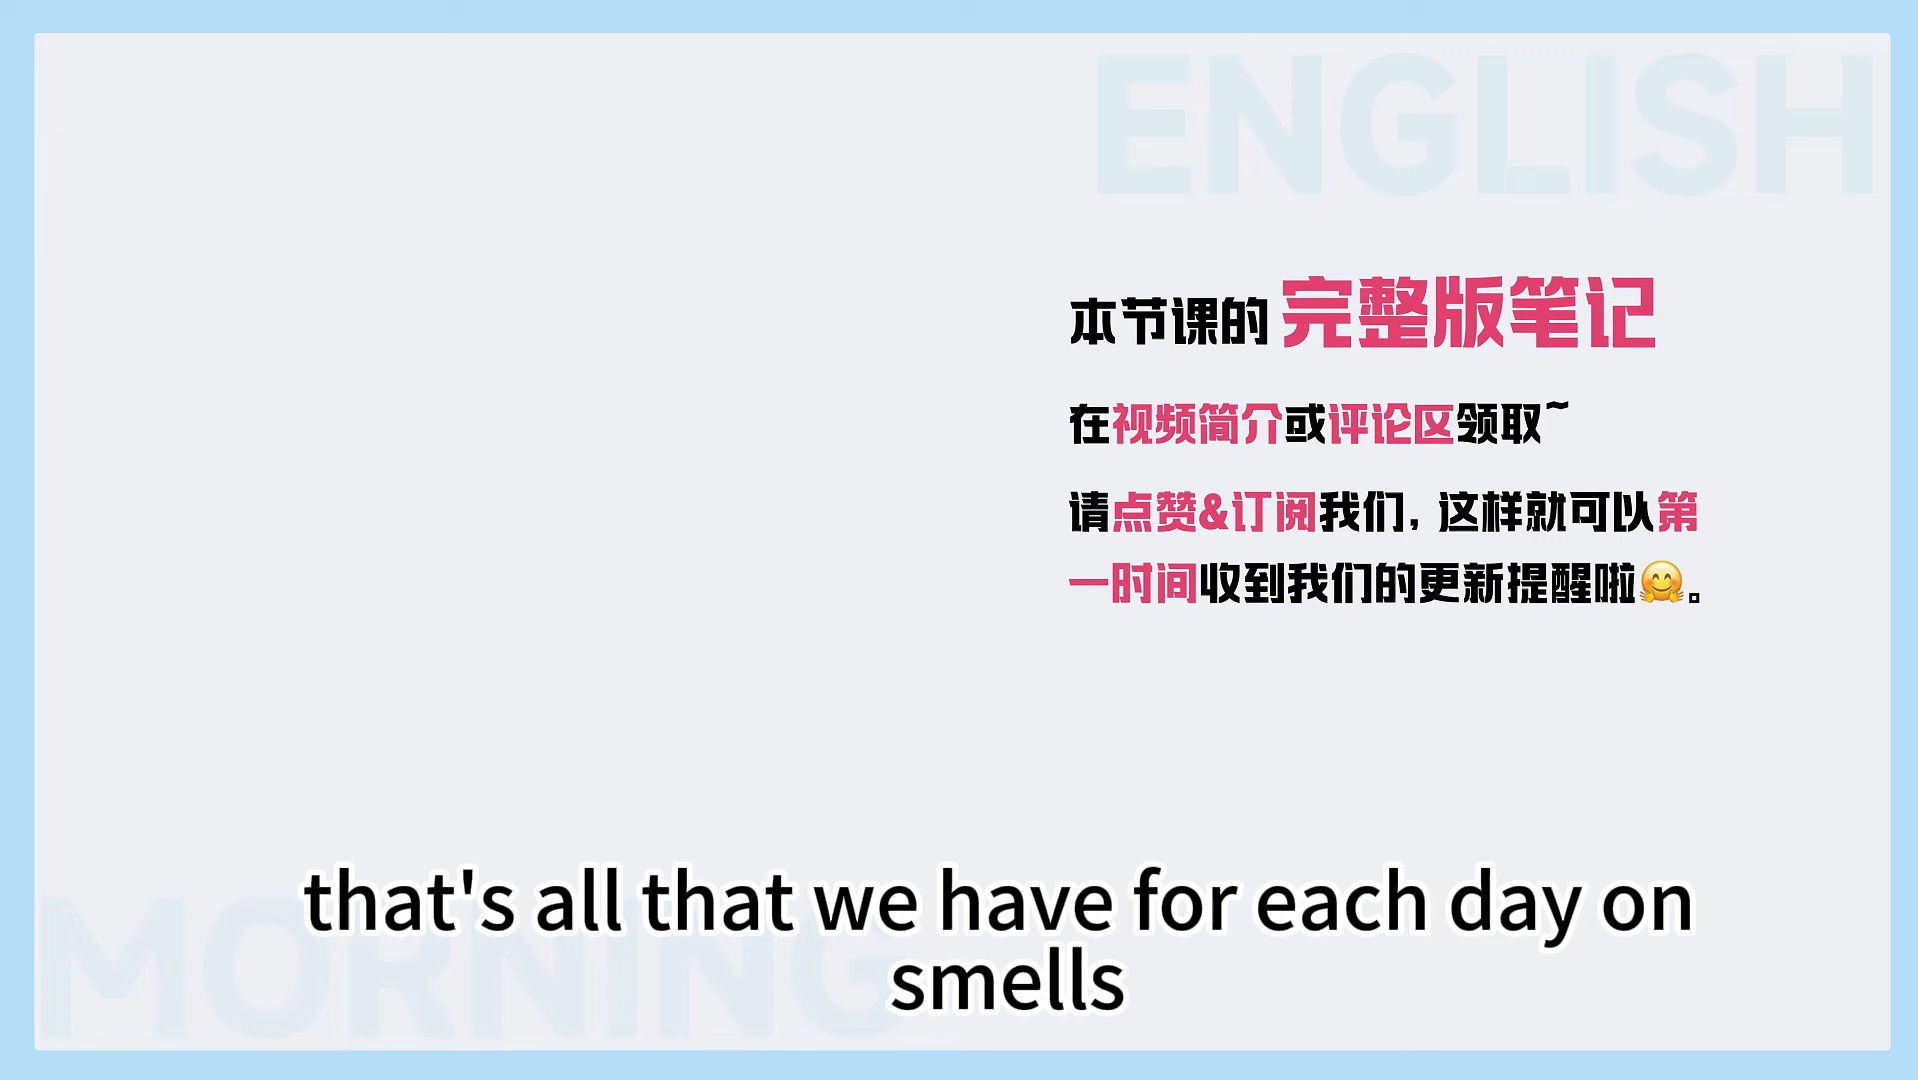 ENGLISH
本节课的完整版笔记
在视频简介或评论区领取~
请点赞&订阅我们，这样就可以第
一时间收到我们的更新提醒啦🤗。
MORNING
that's all that we have for each day on
smells